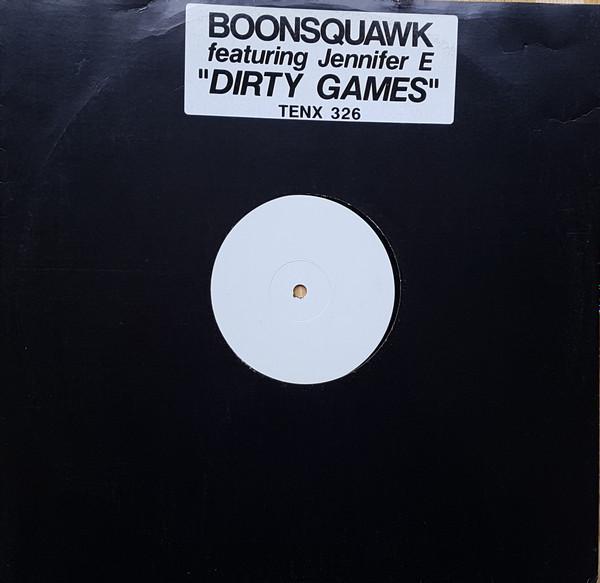 BOONSQUAWK
featuring Jennifer E
"DIRTY GAMES"
TENX 326